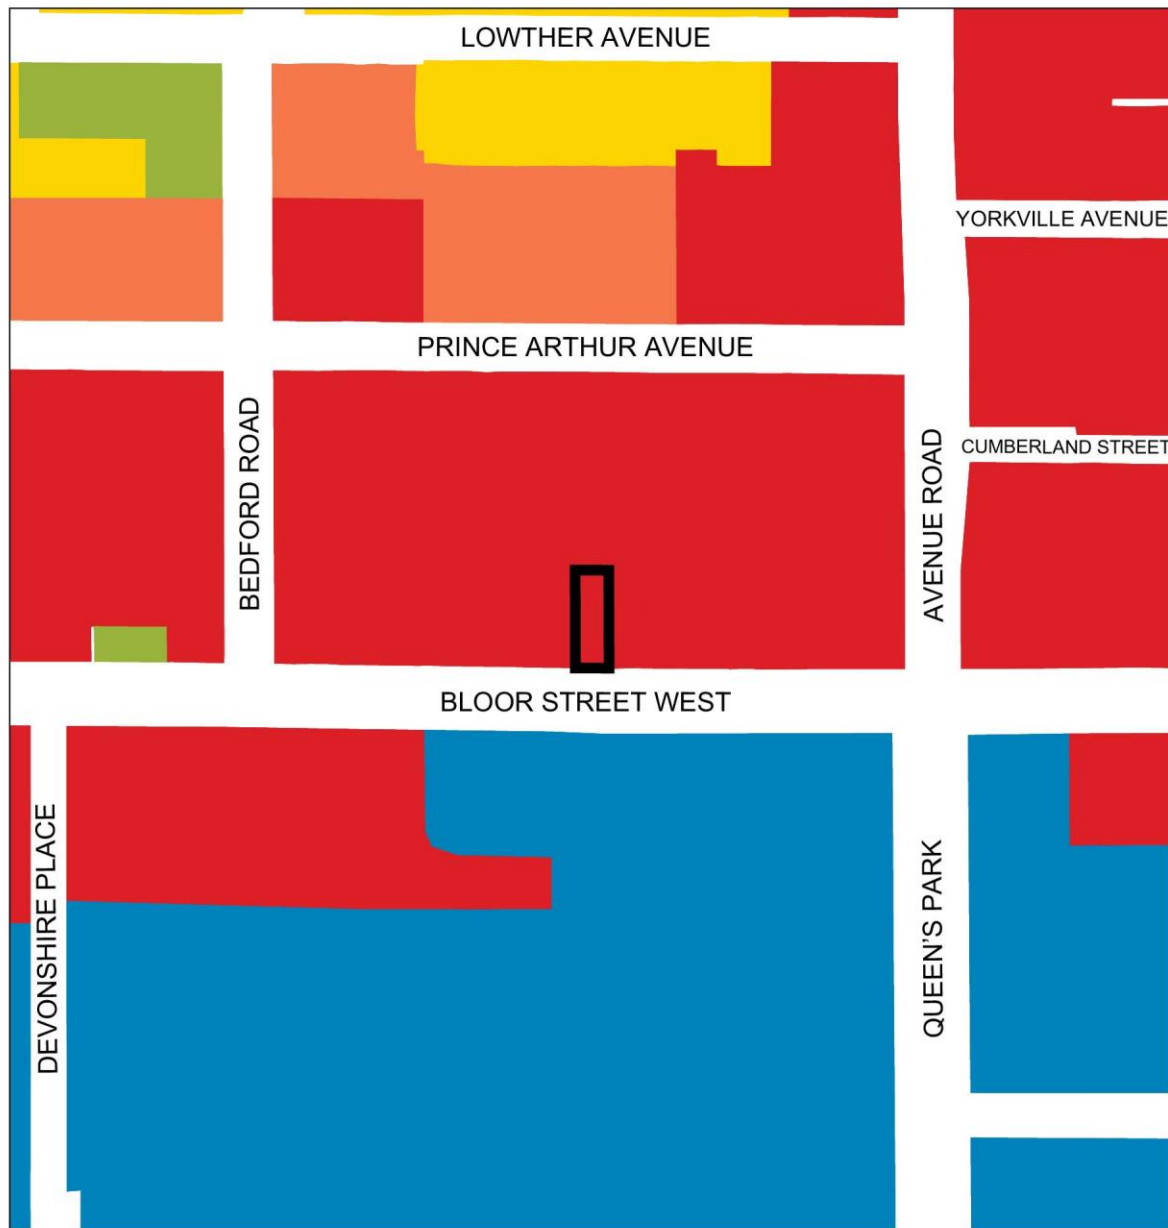 LOWTHER AVENUE
YORKVILLE AVENUE
PRINCE ARTHUR AVENUE
BEDFORD ROAD
AVENUE ROAD
CUMBERLAND STREET
BLOOR STREET WEST
DEVONSHIRE PLACE
QUEEN'S PARK